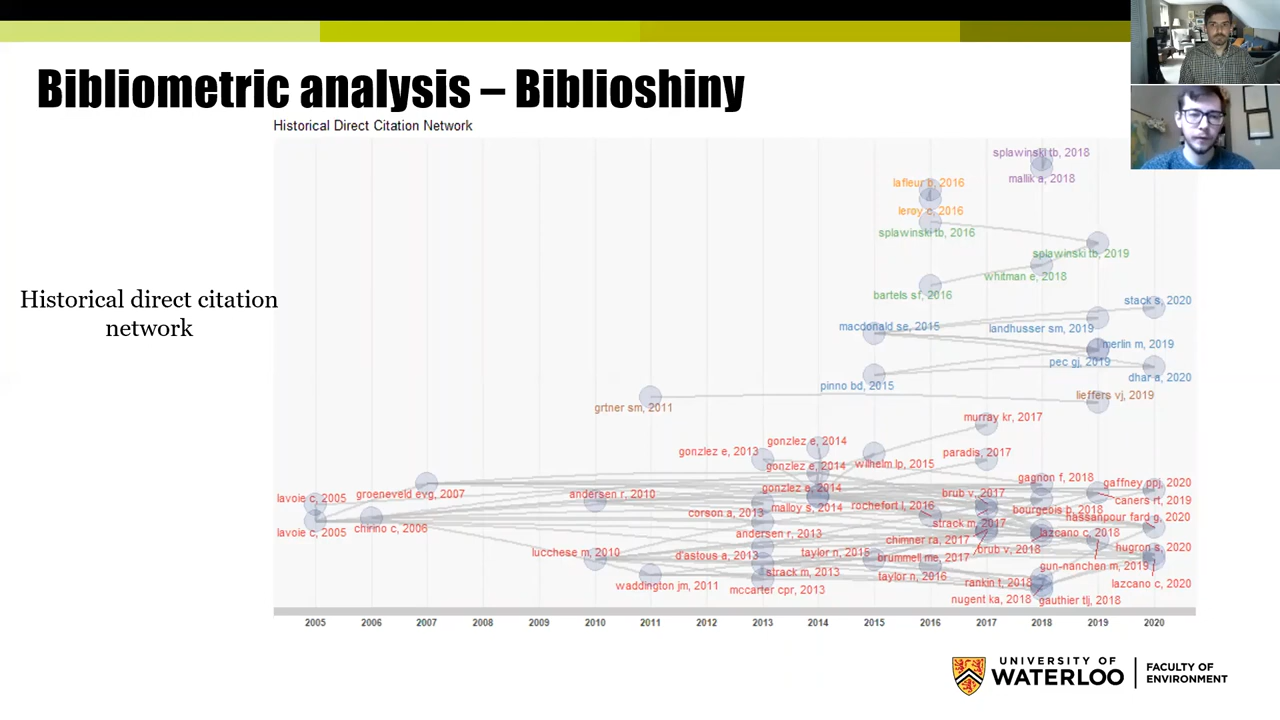 Bibliometric analysis – Biblioshiny
Historical Direct Citation Network
Historical direct citation
network
splawinski tb, 2018
mallik a, 2018
lafleur b, 2016
leroy c, 2016
splawinski tb, 2016
splawinski tb, 2019
whitman e, 2018
bartels sf, 2016
stack s, 2020
macdonald se, 2015
landhusser sm, 2019
merlin m, 2019
pec gj, 2019
dhar a, 2020
pinno bd, 2015
lieffers vj, 2019
grtner sm, 2011
murray kr, 2017
gonzlez e, 2014
gonzlez e, 2013
paradis, 2017
gonzlez e, 2014
wilhelm lp, 2015
gagnon f, 2018
gaffney ppj, 2020
gonzlez e, 2014
lavoie c, 2005
groeneveld evg, 2007
andersen r, 2010
brub v, 2017
caners rt, 2019
malloy s, 2014
rochefort l, 2016
bourgeois b, 2018
corson a, 2013
hassanpour fard g, 2020
strack m, 2017
chirino c, 2006
lavoie c, 2005
andersen r, 2013
lazcano c, 2018
chimner ra, 2017
hugron s, 2020
brub v, 2018
lucchese m, 2010
d'astous a, 2013
taylor n, 2015
brummell me, 2017
gun-nanchen m, 2019
strack m, 2013
taylor n, 2016
rankin t, 2018
lazcano c, 2020
waddington jm, 2011
mccarter cpr, 2013
nugent ka, 2018
gauthier tlj, 2018
2005 2006 2007 2008 2009 2010 2011 2012 2013 2014 2015 2016 2017 2018 2019 2020
UNIVERSITY OF
WATERLOO
FACULTY OF
ENVIRONMENT